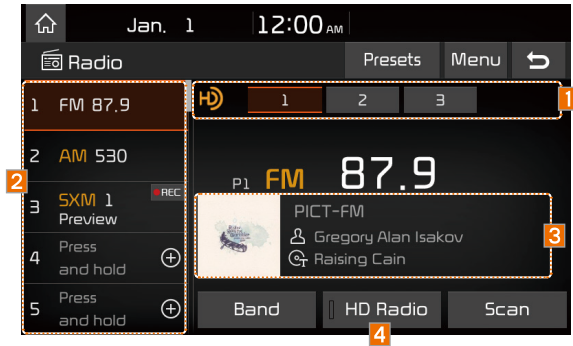 Jan. 1 12:00 AM
Radio Presets Menu
1 FM 87.9
2 AM 530
3 SXM 1 REC
Preview
4 Press
and hold
5 Press
and hold
HD 1 2 3
1
2
P1 FM 87.9
PICT-FM
Gregory Alan Isakov
Raising Cain
3
Band HD Radio Scan
4